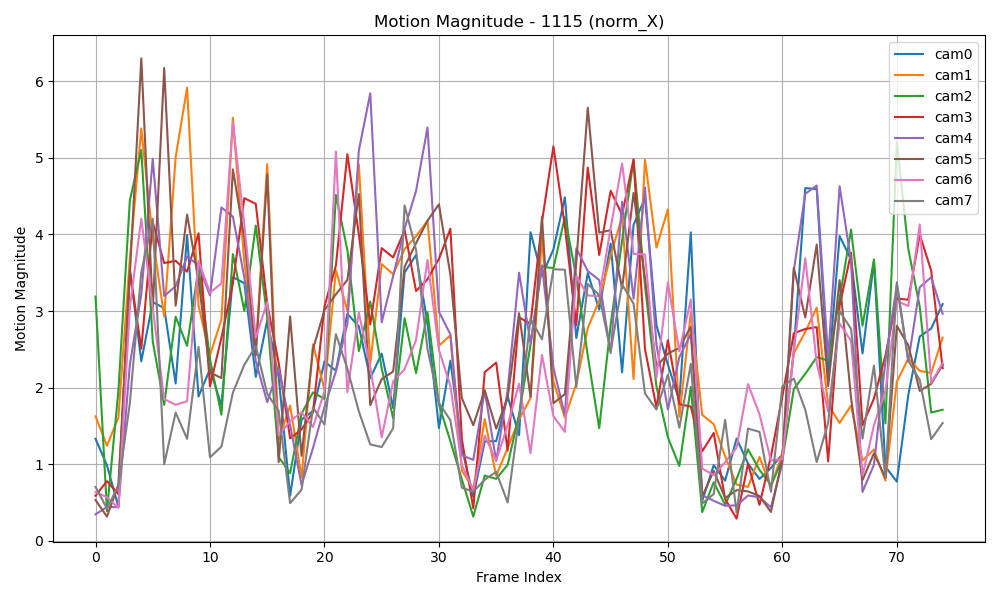 Motion Magnitude - 1115 (norm_X)
Motion Magnitude
6
5
4
3
2
1
0
0 10 20 30 40 50 60 70
Frame Index
cam0
cam1
cam2
cam3
cam4
cam5
cam6
cam7